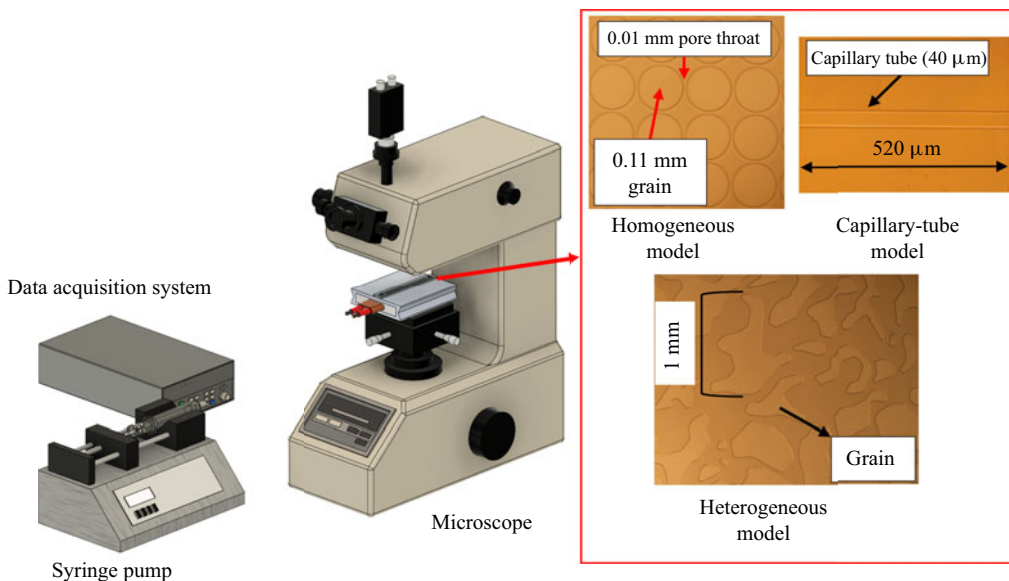 Data acquisition system
Syringe pump
Microscope
0.01 mm pore throat
0.11 mm
grain
Homogeneous
model
Capillary tube (40 μm)
520 μm
Capillary-tube
model
1 mm
Grain
Heterogeneous
model